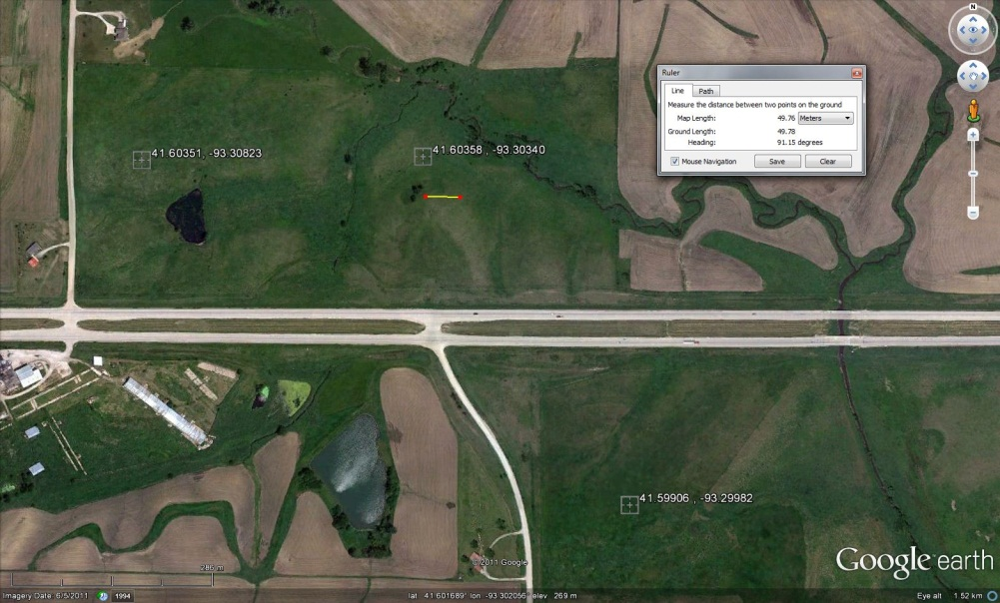 N
Ruler
Line Path
Measure the distance between two points on the ground
Map Length: 49.76 Meters
Ground Length: 49.78
Heading: 91.15 degrees
Mouse Navigation Save Clear
41.60351, -93.30823
41.60358 , -93.30340
41.59906 , -93.29982
Google earth
©2011 Google
286 m
Imagery Date: 6/5/2011 1994 lat 41.601689° lon -93.302056° elev 269 m Eye alt 1.52 km